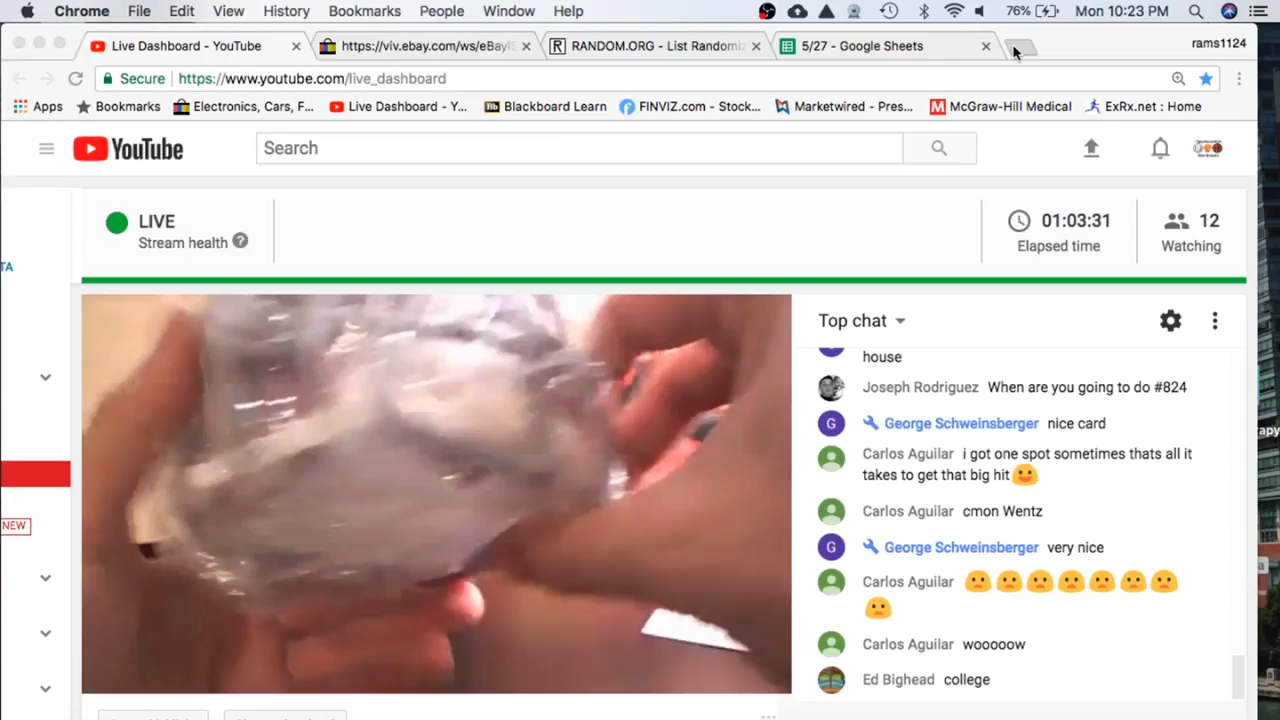 Chrome File Edit View History Bookmarks People Window Help 76% Mon 10:23 PM
Live Dashboard - YouTube https://viv.ebay.com/ws/eBayI RANDOM.ORG - List Randomiz 5/27 - Google Sheets rams1124
Secure https://www.youtube.com/live_dashboard
Apps Bookmarks Electronics, Cars, F... Live Dashboard - Y... Blackboard Learn FINVIZ.com - Stock... Marketwired - Pres... McGraw-Hill Medical ExRx.net : Home
YouTube Search
LIVE
Stream health ?
01:03:31
Elapsed time
12
Watching
TA
NEW
Top chat
house
Joseph Rodriguez When are you going to do #824
G George Schweinsberger nice card
Carlos Aguilar i got one spot sometimes thats all it
takes to get that big hit
Carlos Aguilar cmon Wentz
G George Schweinsberger very nice
Carlos Aguilar
Carlos Aguilar wooooow
Ed Bighead college
rapy